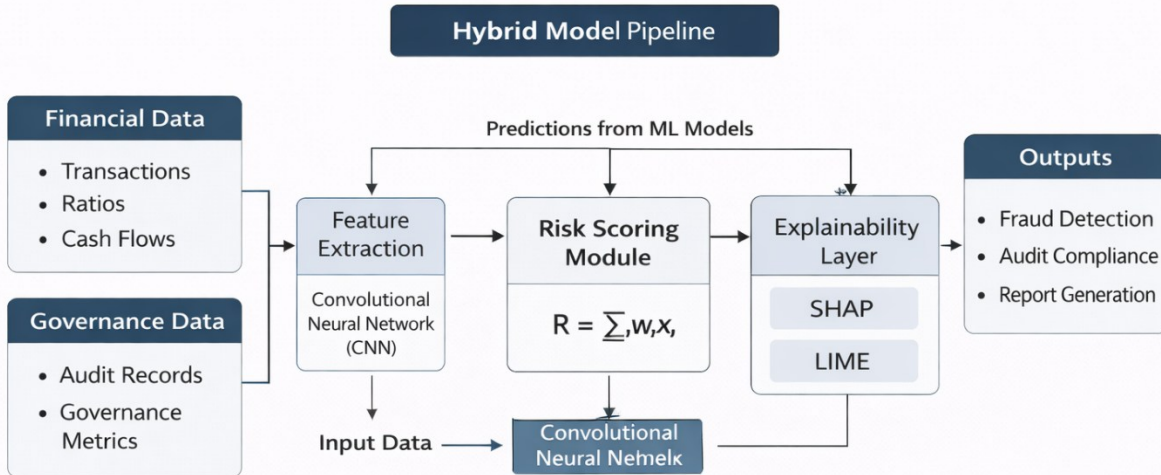 Hybrid Model Pipeline
Financial Data
• Transactions
• Ratios
• Cash Flows
Governance Data
• Audit Records
• Governance
Metrics
Predictions from ML Models
Feature
Extraction
Convolutional
Neural Network
(CNN)
Input Data
Risk Scoring
Module
R = ∑,w,x,
Convolutional
Neural Nemelk
Explainability
Layer
SHAP
LIME
Outputs
• Fraud Detection
• Audit Compliance
• Report Generation